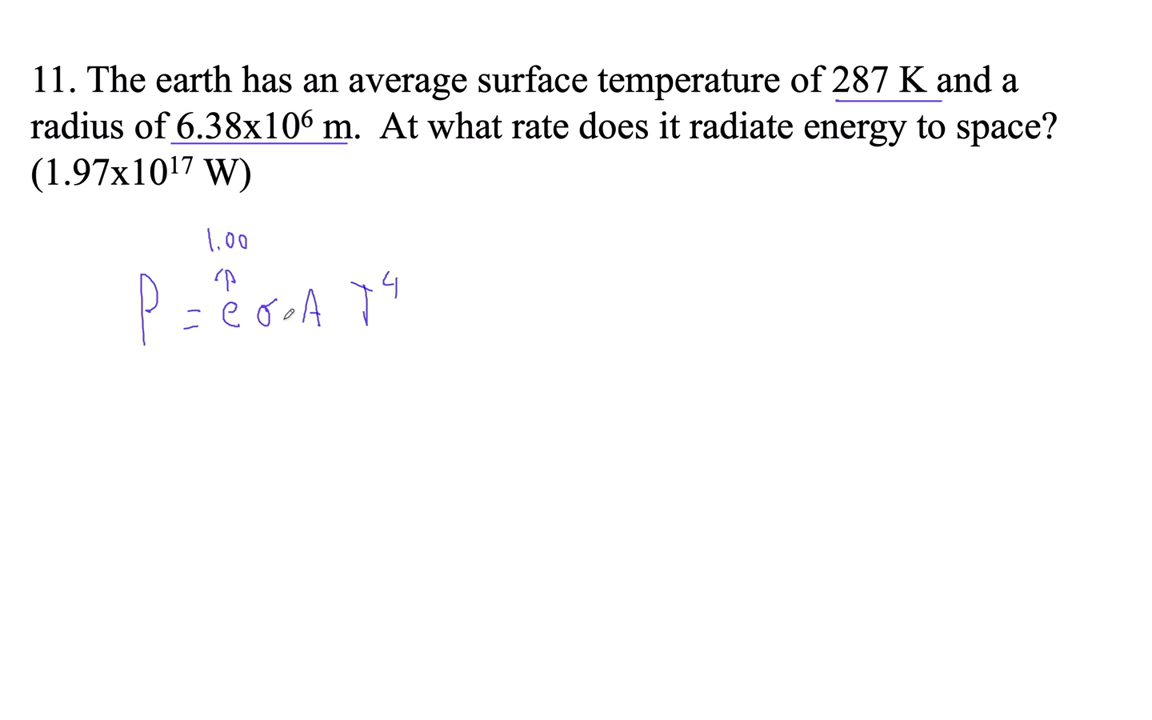 11. The earth has an average surface temperature of 287 K and a
radius of 6.38x10⁶ m. At what rate does it radiate energy to space?
(1.97x10¹⁷ W)
1.00
↑
P = e σ • A T⁴